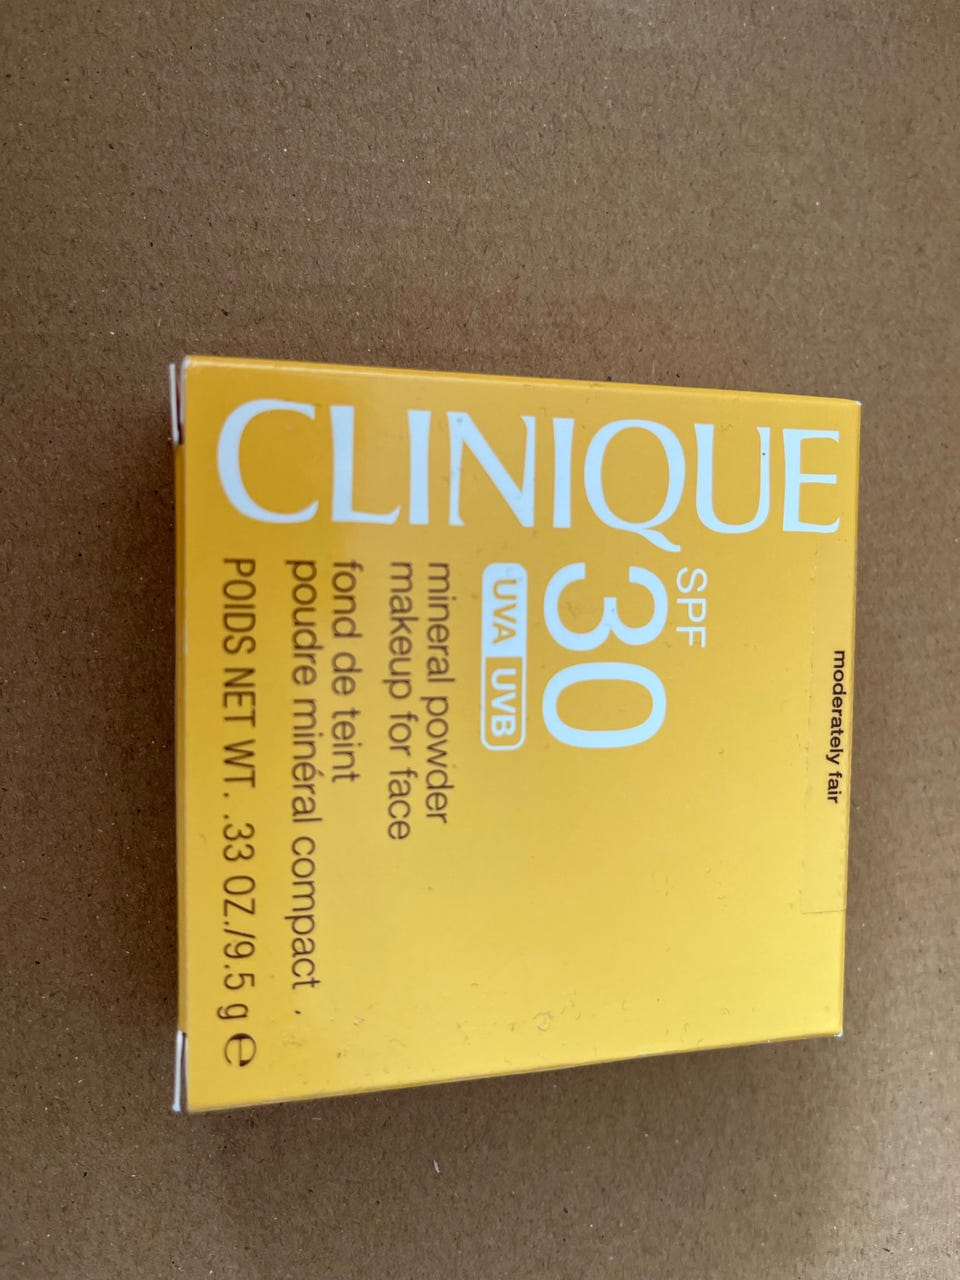 moderately fair
CLINIQUE
SPF
30
UVA UVB
mineral powder
makeup for face
fond de teint
poudre minéral compact
POIDS NET WT. .33 OZ./9.5 g ℮